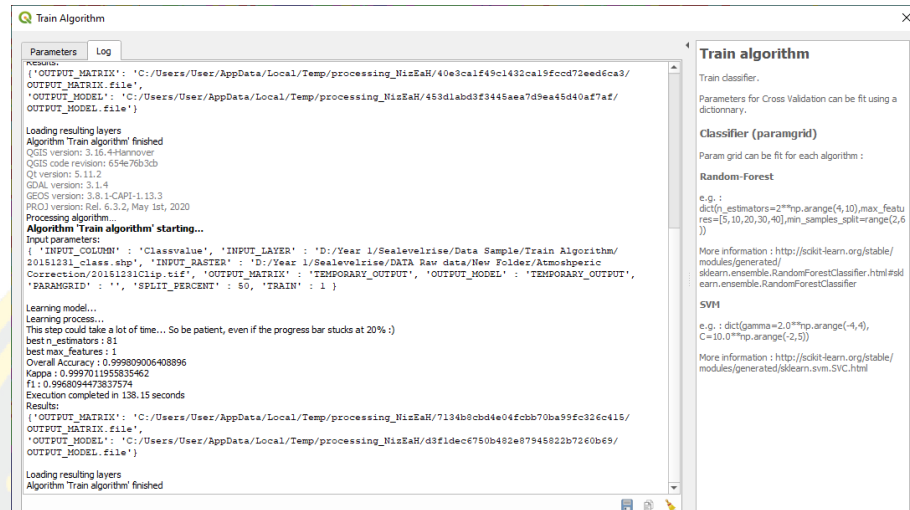 Train Algorithm
Parameters
Log
Results:
{'OUTPUT_MATRIX': 'C:/Users/User/AppData/Local/Temp/processing_NizEaH/40e3ca1f49c1432ca19fccd72eed6ca3/
OUTPUT_MATRIX.file',
'OUTPUT_MODEL': 'C:/Users/User/AppData/Local/Temp/processing_NizEaH/453d1abd3f3445aea7d9ea45d40af7af/
OUTPUT_MODEL.file'}
Loading resulting layers
Algorithm 'Train algorithm' finished
QGIS version: 3.16.4-Hannover
QGIS code revision: 654e76b3cb
Qt version: 5.11.2
GDAL version: 3.1.4
GEOS version: 3.8.1-CAPI-1.13.3
PROJ version: Rel. 6.3.2, May 1st, 2020
Processing algorithm…
Algorithm 'Train algorithm' starting…
Input parameters:
{ 'INPUT_COLUMN' : 'Classvalue', 'INPUT_LAYER' : 'D:/Year 1/Sealevelrise/Data Sample/Train Algorithm/
20151231_class.shp', 'INPUT_RASTER' : 'D:/Year 1/Sealevelrise/DATA Raw data/New Folder/Atmoshperic
Correction/20151231Clip.tif', 'OUTPUT_MATRIX' : 'TEMPORARY_OUTPUT', 'OUTPUT_MODEL' : 'TEMPORARY_OUTPUT',
'PARAMGRID' : '', 'SPLIT_PERCENT' : 50, 'TRAIN' : 1 }
Learning model...
Learning process...
This step could take a lot of time... So be patient, even if the progress bar stucks at 20% :)
best n_estimators : 81
best max_features : 1
Overall Accuracy : 0.999809006408896
Kappa : 0.9997011955835462
f1 : 0.9968094473837574
Execution completed in 138.15 seconds
Results:
{'OUTPUT_MATRIX': 'C:/Users/User/AppData/Local/Temp/processing_NizEaH/7134b8cbd4e04fcbb70ba99fc326c415/
OUTPUT_MATRIX.file',
'OUTPUT_MODEL': 'C:/Users/User/AppData/Local/Temp/processing_NizEaH/d3f1dec6750b482e87945822b7260b69/
OUTPUT_MODEL.file'}
Loading resulting layers
Algorithm 'Train algorithm' finished
Train algorithm
Train classifier.
Parameters for Cross Validation can be fit using a
dictionnary.
Classifier (paramgrid)
Param grid can be fit for each algorithm :
Random-Forest
e.g. :
dict(n_estimators=2**np.arange(4,10),max_featu
res=[5,10,20,30,40],min_samples_split=range(2,6
))
More information : http://scikit-learn.org/stable/
modules/generated/
sklearn.ensemble.RandomForestClassifier.html#skl
earn.ensemble.RandomForestClassifier
SVM
e.g. : dict(gamma=2.0**np.arange(-4,4),
C=10.0**np.arange(-2,5))
More information : http://scikit-learn.org/stable/
modules/generated/sklearn.svm.SVC.html